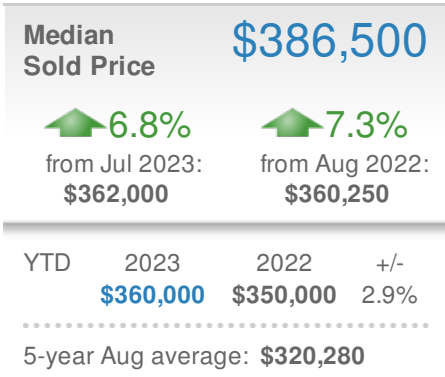 Median
Sold Price
$386,500
6.8% 7.3%
from Jul 2023: from Aug 2022:
$362,000 $360,250
YTD 2023 2022 +/-
$360,000 $350,000 2.9%
5-year Aug average: $320,280